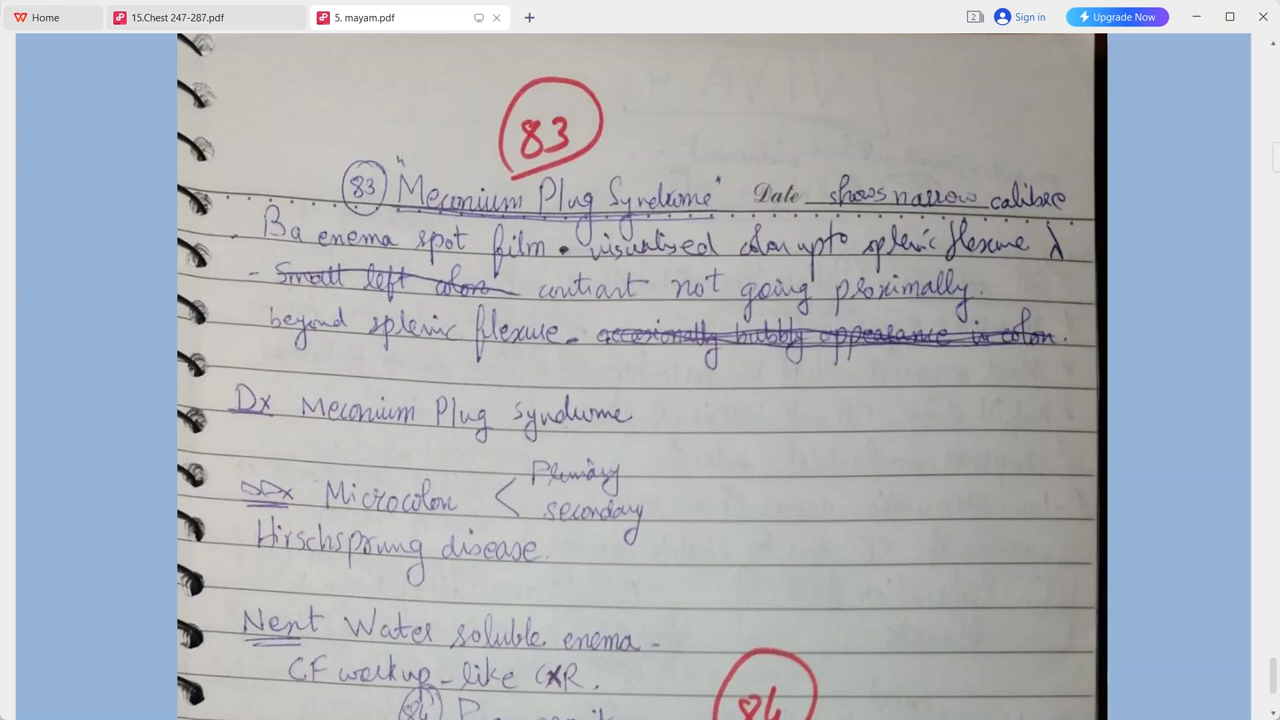 Home
15.Chest 247-287.pdf
5. mayam.pdf
2
Sign in
Upgrade Now
83
83 "Meconium Plug Syndrome" Date shows narrow calibre
Ba enema spot film. visualised colon upto splenic flexure &
- Small left colon contrast not going proximally.
beyond splenic flexure. occasionally bubbly appearance in colon.
Dx Meconium Plug syndrome
DDx Microcolon < Primary
secondary
Hirschsprung disease.
Next Water soluble enema -
CF workup - like CXR.
84
84